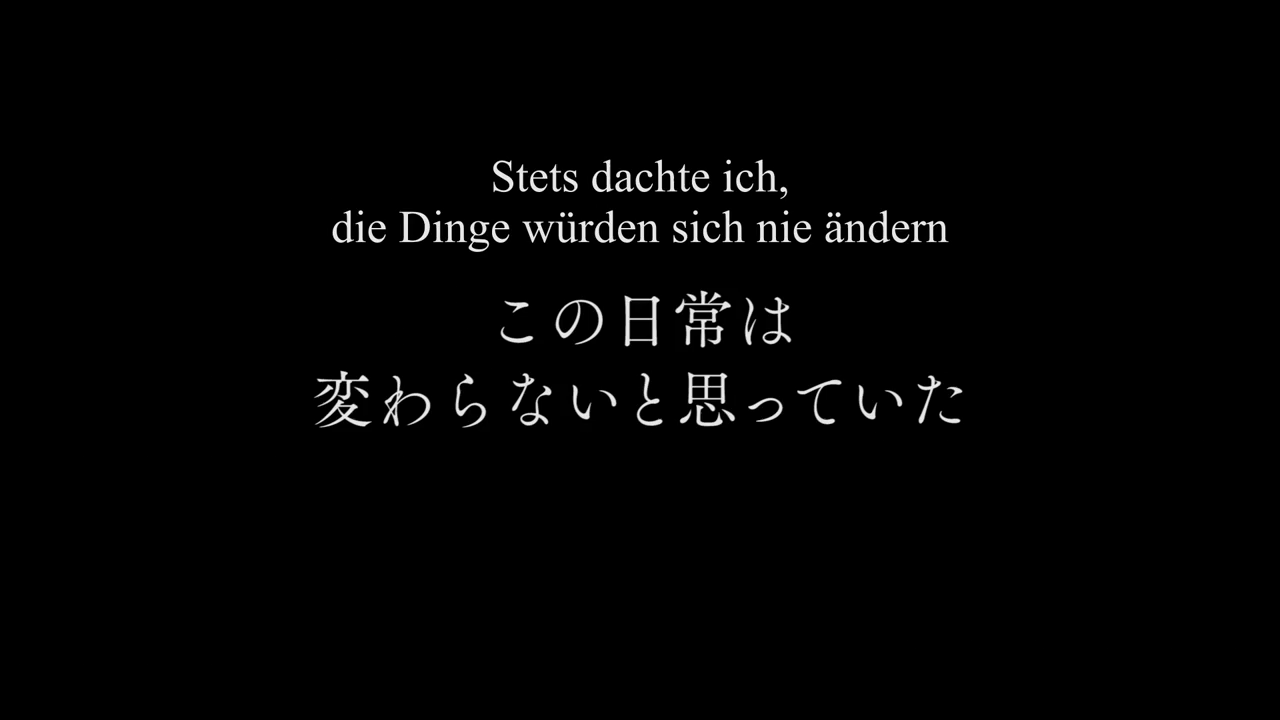 Stets dachte ich,
die Dinge würden sich nie ändern
この日常は
変わらないと思っていた